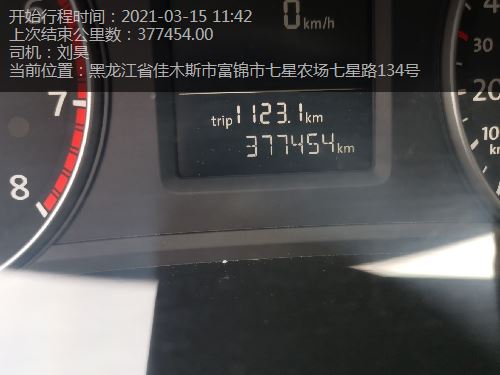 开始行程时间：2021-03-15 11:42
上次结束公里数：377454.00
司机：刘昊
当前位置：黑龙江省佳木斯市富锦市七星农场七星路134号
0 km/h
trip 1123.1 km
377454 km
7
8
40
20